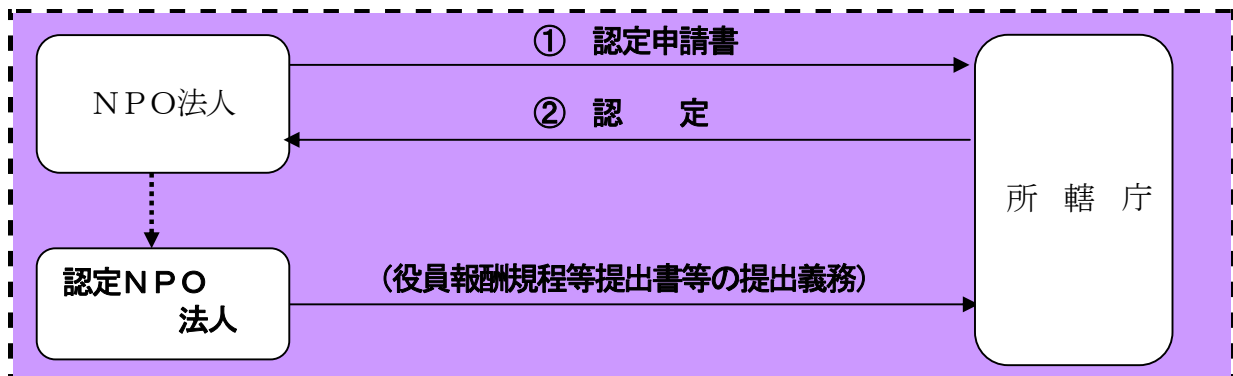 ① 認定申請書
ＮＰＯ法人
② 認　　定
所　轄　庁
認定ＮＰＯ
法人
（役員報酬規程等提出書等の提出義務）